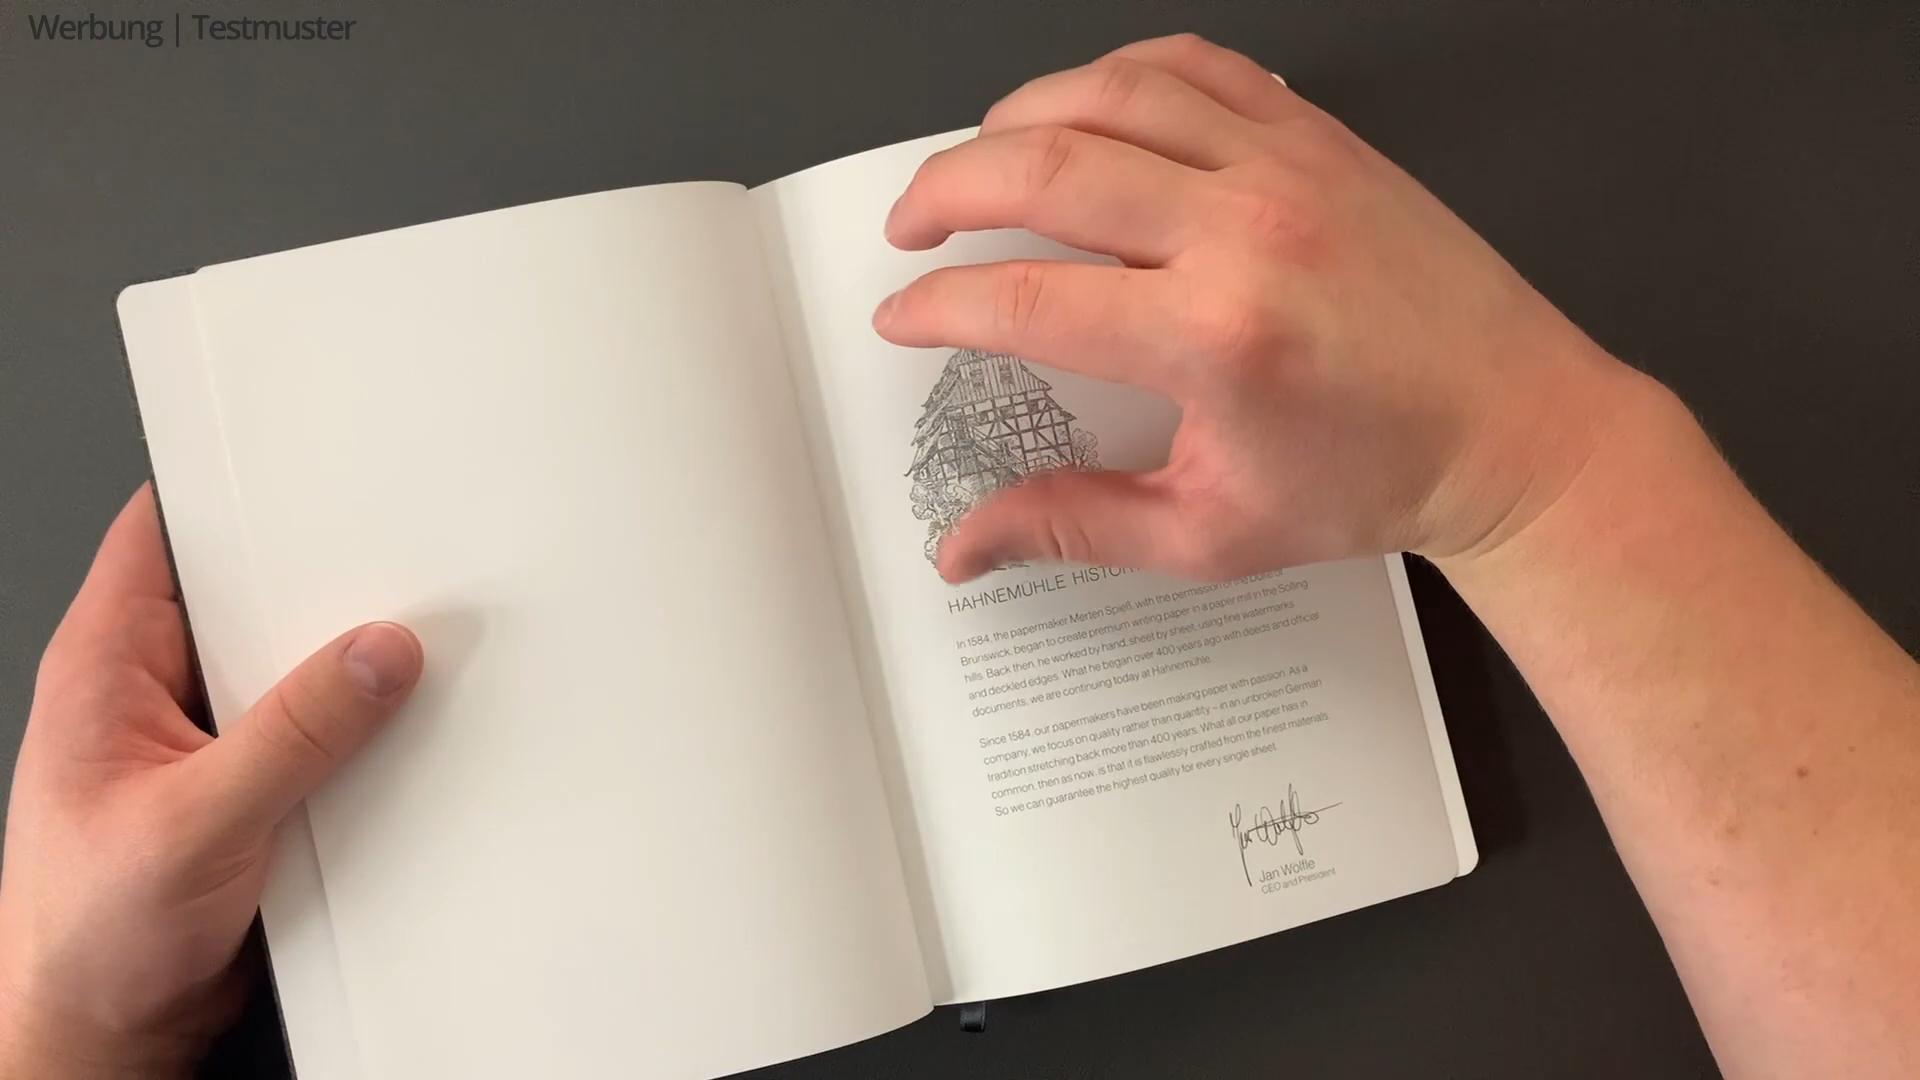 Werbung | Testmuster
HAHNEMÜHLE HISTORY
In 1584, the papermaker Merten Spieß, with the permission of the Duke of
Brunswick, began to create premium writing paper in a paper mill in the Solling
hills. Back then, he worked by hand, sheet by sheet, using fine watermarks
and deckled edges. What he began over 400 years ago with deeds and official
documents, we are continuing today at Hahnemühle.
Since 1584, our papermakers have been making paper with passion. As a
company, we focus on quality rather than quantity – in an unbroken German
tradition stretching back more than 400 years. What all our paper has in
common, then as now, is that it is flawlessly crafted from the finest materials.
So we can guarantee the highest quality for every single sheet.
Jan Wölfle
CEO and President